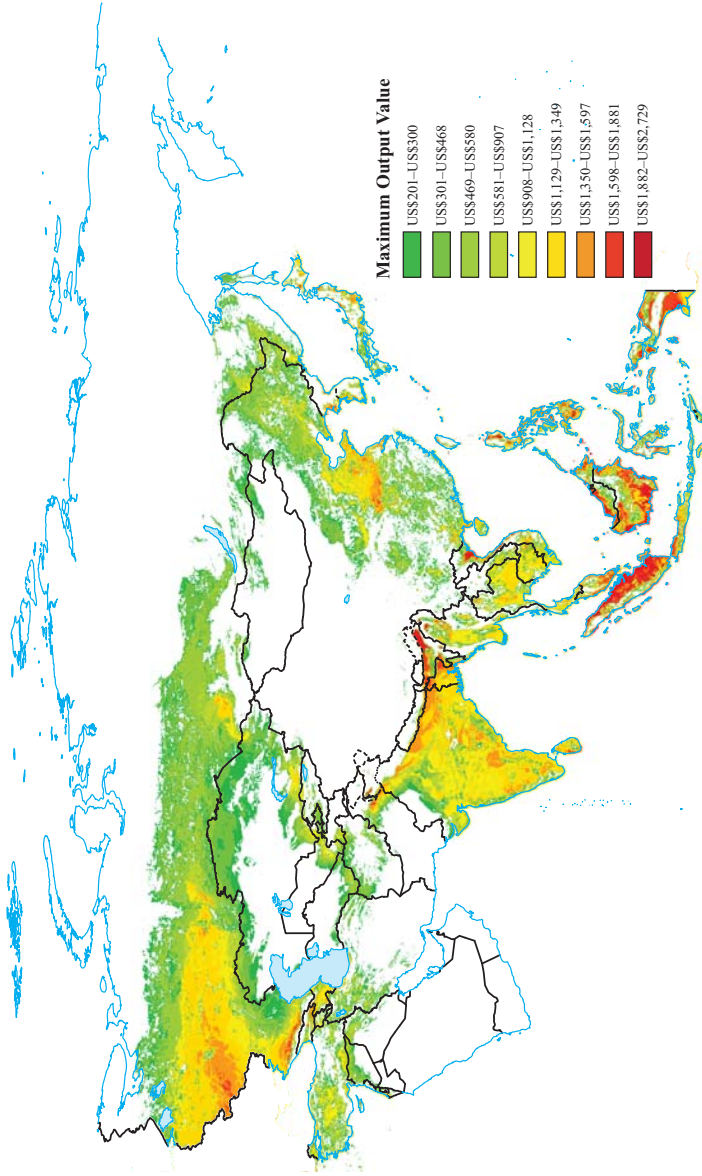 Maximum Output Value
US$201–US$300
US$301–US$468
US$469–US$580
US$581–US$907
US$908–US$1,128
US$1,129–US$1,349
US$1,350–US$1,597
US$1,598–US$1,881
US$1,882–US$2,729